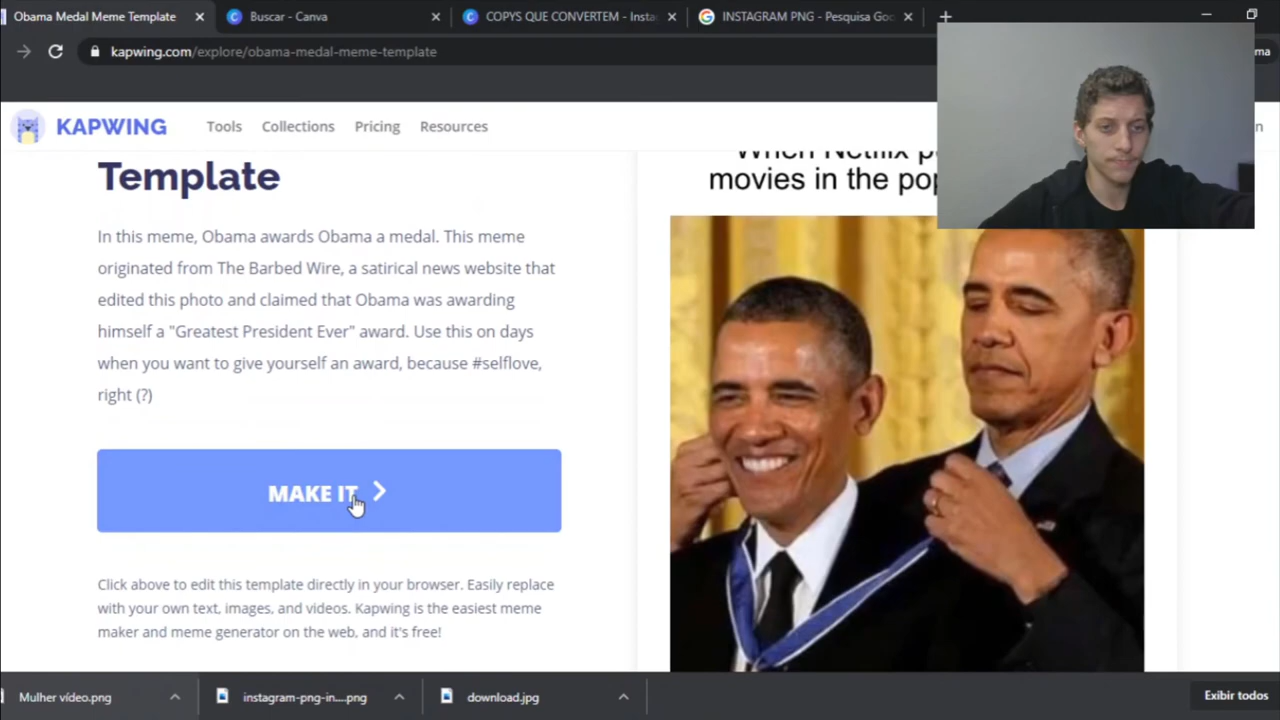 Obama Medal Meme Template
Buscar - Canva
COPYS QUE CONVERTEM - Insta
INSTAGRAM PNG - Pesquisa Goo
kapwing.com/explore/obama-medal-meme-template
ma
KAPWING
Tools
Collections
Pricing
Resources
n
Template
When Netflix p
movies in the pop
In this meme, Obama awards Obama a medal. This meme
originated from The Barbed Wire, a satirical news website that
edited this photo and claimed that Obama was awarding
himself a "Greatest President Ever" award. Use this on days
when you want to give yourself an award, because #selflove,
right (?)
MAKE IT
Click above to edit this template directly in your browser. Easily replace
with your own text, images, and videos. Kapwing is the easiest meme
maker and meme generator on the web, and it's free!
Mulher vídeo.png
instagram-png-in....png
download.jpg
Exibir todos